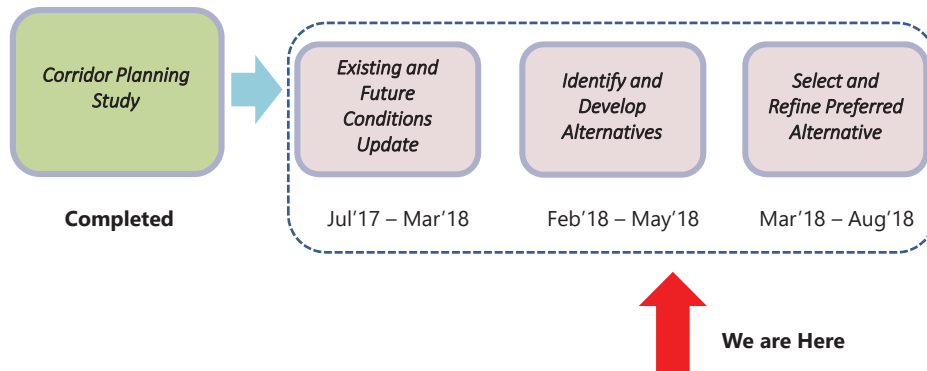 Corridor Planning
Study
Existing and
Future
Conditions
Update
Identify and
Develop
Alternatives
Select and
Refine Preferred
Alternative
Completed
Jul’17 – Mar’18
Feb’18 – May’18
Mar’18 – Aug’18
We are Here